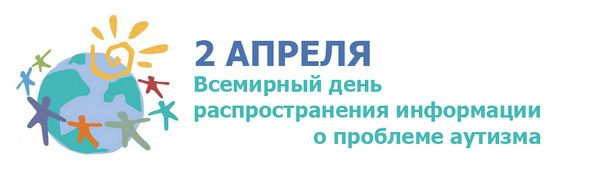 2 АПРЕЛЯ
Всемирный день
распространения информации
о проблеме аутизма